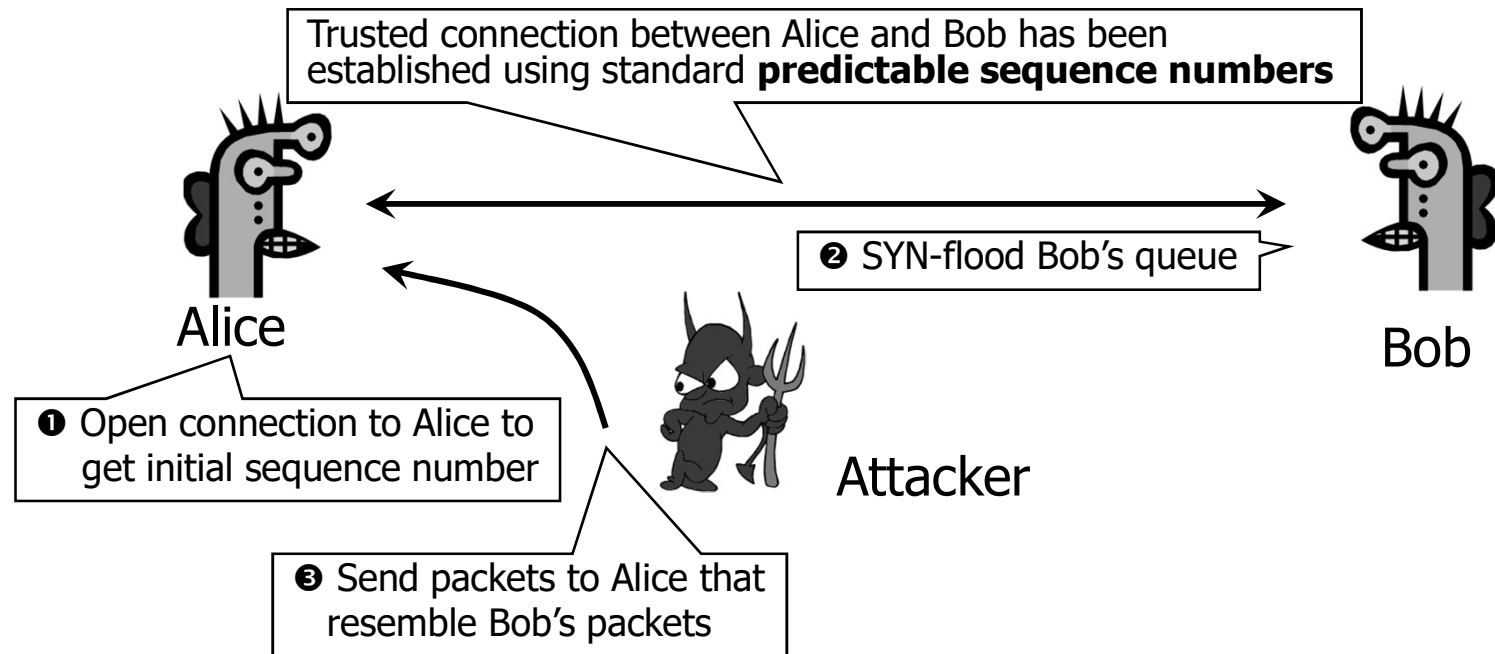 Trusted connection between Alice and Bob has been
established using standard predictable sequence numbers
❷ SYN-flood Bob’s queue
Alice
Bob
❶ Open connection to Alice to
get initial sequence number
Attacker
❸ Send packets to Alice that
resemble Bob’s packets